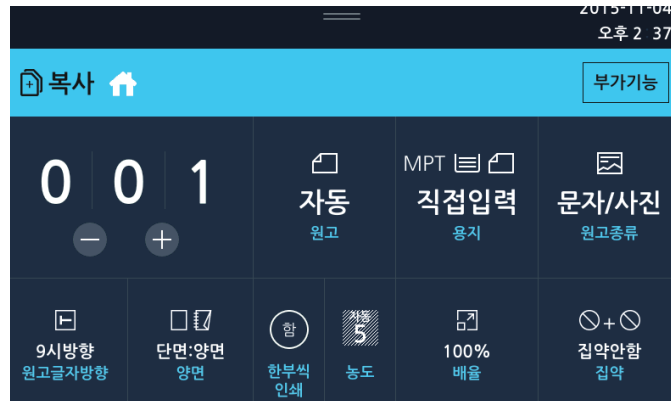 2015-11-04
오후 2 37
복사
부가기능
0 0 1
자동
원고
MPT
직접입력
용지
문자/사진
원고종류
9시방향
원고글자방향
단면:양면
양면
함
한부씩
인쇄
자동
5
농도
100%
배율
집약안함
집약